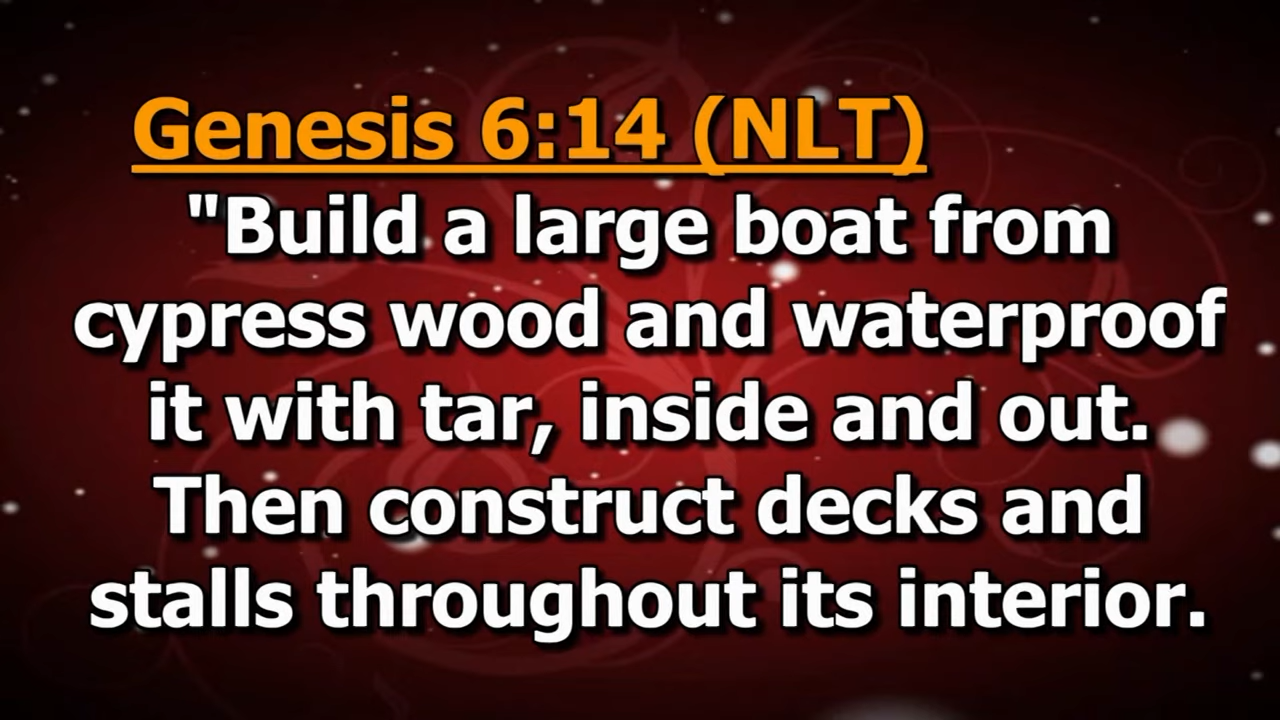 Genesis 6:14 (NLT)
"Build a large boat from
cypress wood and waterproof
it with tar, inside and out.
Then construct decks and
stalls throughout its interior.